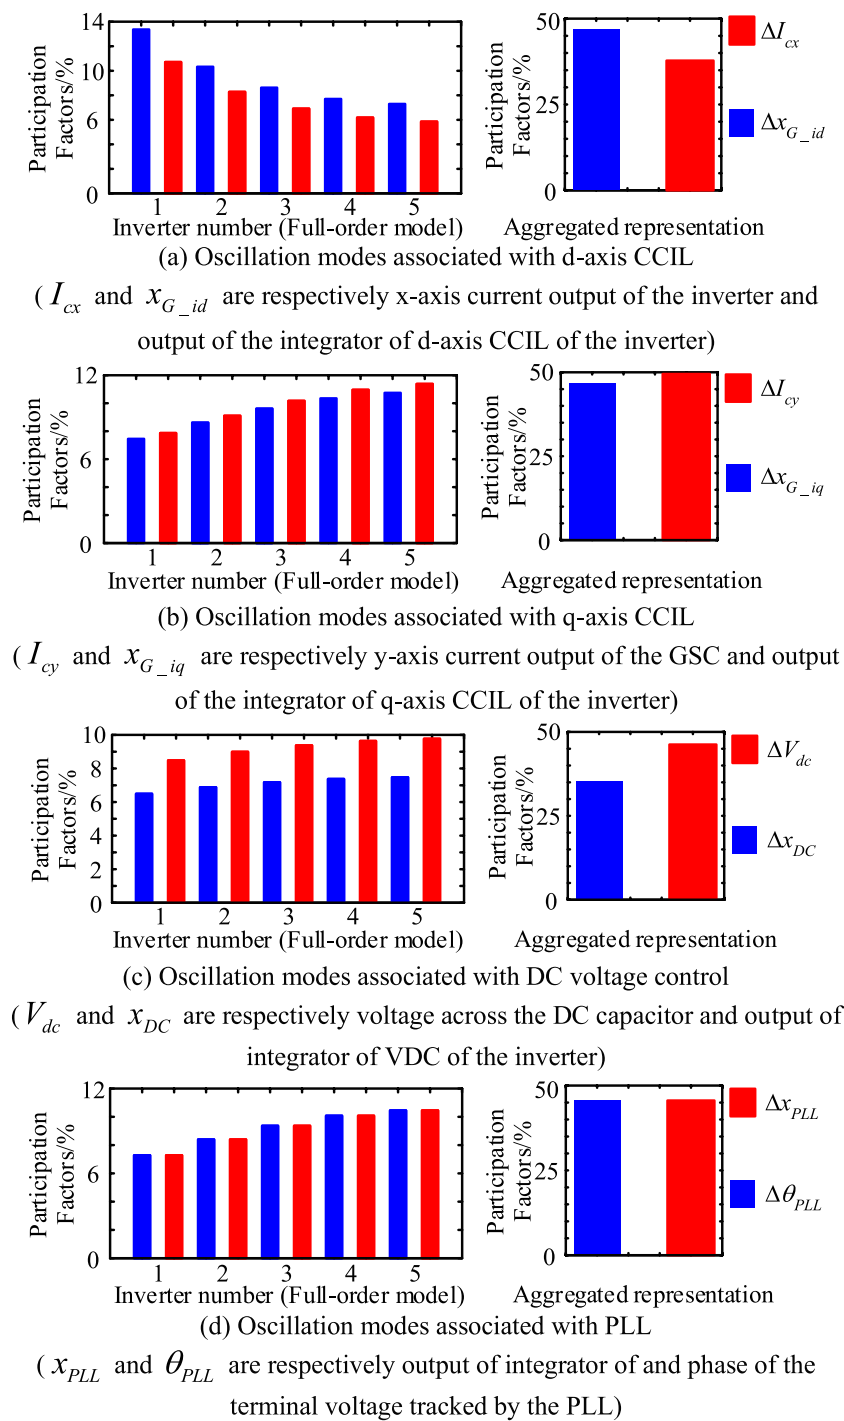 14
10
6
0
Participation
Factors/%
1 2 3 4 5
Inverter number (Full-order model)
50
25
0
Participation
Factors/%
Aggregated representation
ΔI_cx
Δx_G_id
(a) Oscillation modes associated with d-axis CCIL
( I_cx and x_G_id are respectively x-axis current output of the inverter and
output of the integrator of d-axis CCIL of the inverter)
12
6
0
Participation
Factors/%
1 2 3 4 5
Inverter number (Full-order model)
50
25
0
Participation
Factors/%
Aggregated representation
ΔI_cy
Δx_G_iq
(b) Oscillation modes associated with q-axis CCIL
( I_cy and x_G_iq are respectively y-axis current output of the GSC and output
of the integrator of q-axis CCIL of the inverter)
10
8
6
4
2
0
Participation
Factors/%
1 2 3 4 5
Inverter number (Full-order model)
50
25
0
Participation
Factors/%
Aggregated representation
ΔV_dc
Δx_DC
(c) Oscillation modes associated with DC voltage control
( V_dc and x_DC are respectively voltage across the DC capacitor and output of
integrator of VDC of the inverter)
12
6
0
Participation
Factors/%
1 2 3 4 5
Inverter number (Full-order model)
50
25
0
Participation
Factors/%
Aggregated representation
Δx_PLL
Δθ_PLL
(d) Oscillation modes associated with PLL
( x_PLL and θ_PLL are respectively output of integrator of and phase of the
terminal voltage tracked by the PLL)